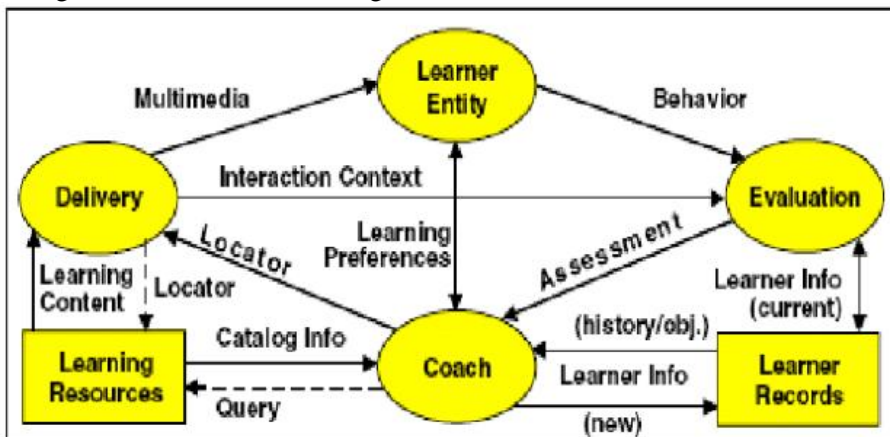 Learner
Entity
Multimedia
Behavior
Interaction Context
Delivery
Evaluation
Learning
Preferences
Locator
Assessment
Learning
Content
Locator
Learner Info
(current)
Catalog Info
(history/obj.)
Learning
Resources
Coach
Learner Info
Learner
Records
Query
(new)